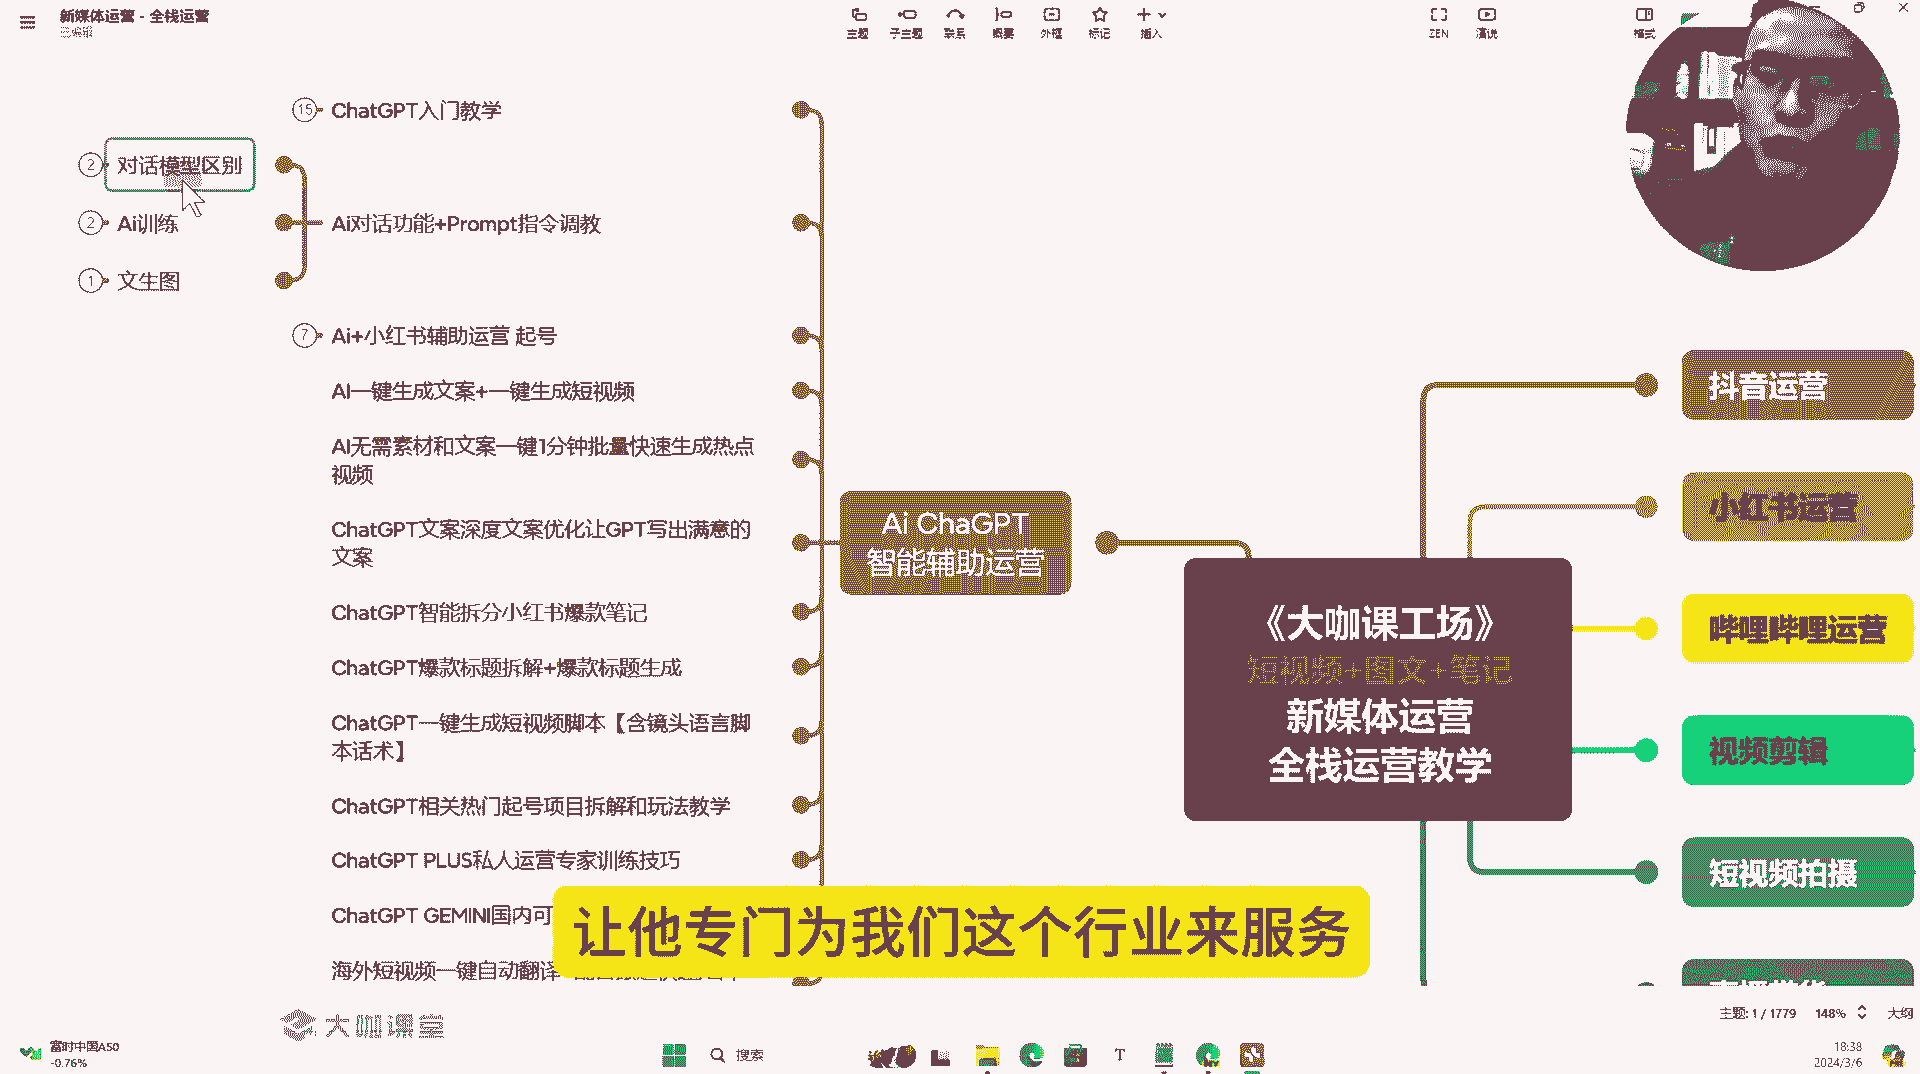 新媒体运营 - 全栈运营
已编辑
主题
子主题
联系
概要
外框
标记
插入
ZEN
演说
格式
15
ChatGPT入门教学
2
对话模型区别
2
Ai训练
1
文生图
Ai对话功能+Prompt指令调教
7
Ai+小红书辅助运营 起号
AI一键生成文案+一键生成短视频
AI无需素材和文案一键1分钟批量快速生成热点
视频
ChatGPT文案深度文案优化让GPT写出满意的
文案
ChatGPT智能拆分小红书爆款笔记
ChatGPT爆款标题拆解+爆款标题生成
ChatGPT一键生成短视频脚本【含镜头语言脚
本话术】
ChatGPT相关热门起号项目拆解和玩法教学
ChatGPT PLUS私人运营专家训练技巧
ChatGPT GEMINI国内可
海外短视频一键自动翻译
Ai ChaGPT
智能辅助运营
《大咖课工场》
短视频+图文+笔记
新媒体运营
全栈运营教学
抖音运营
小红书运营
哔哩哔哩运营
视频剪辑
短视频拍摄
让他专门为我们这个行业来服务
大咖课堂
主题: 1 / 1779
148%
大纲
富时中国A50
-0.76%
搜索
18:38
2024/3/6